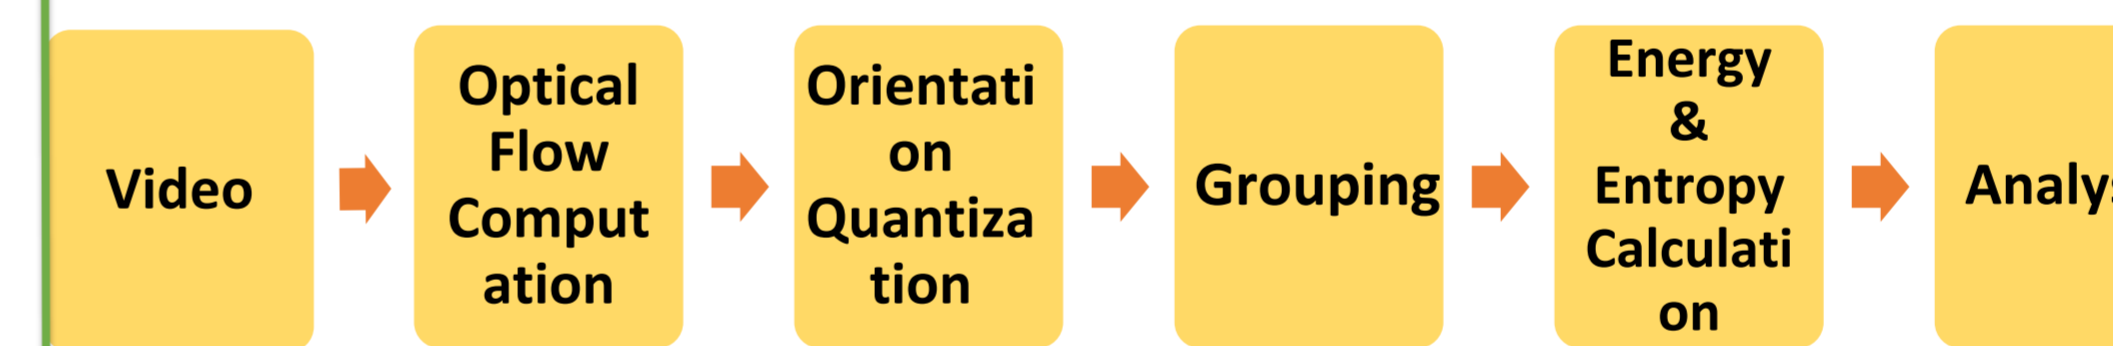 Video
Optical
Flow
Comput
ation
Orientati
on
Quantiza
tion
Grouping
Energy
&
Entropy
Calculati
on